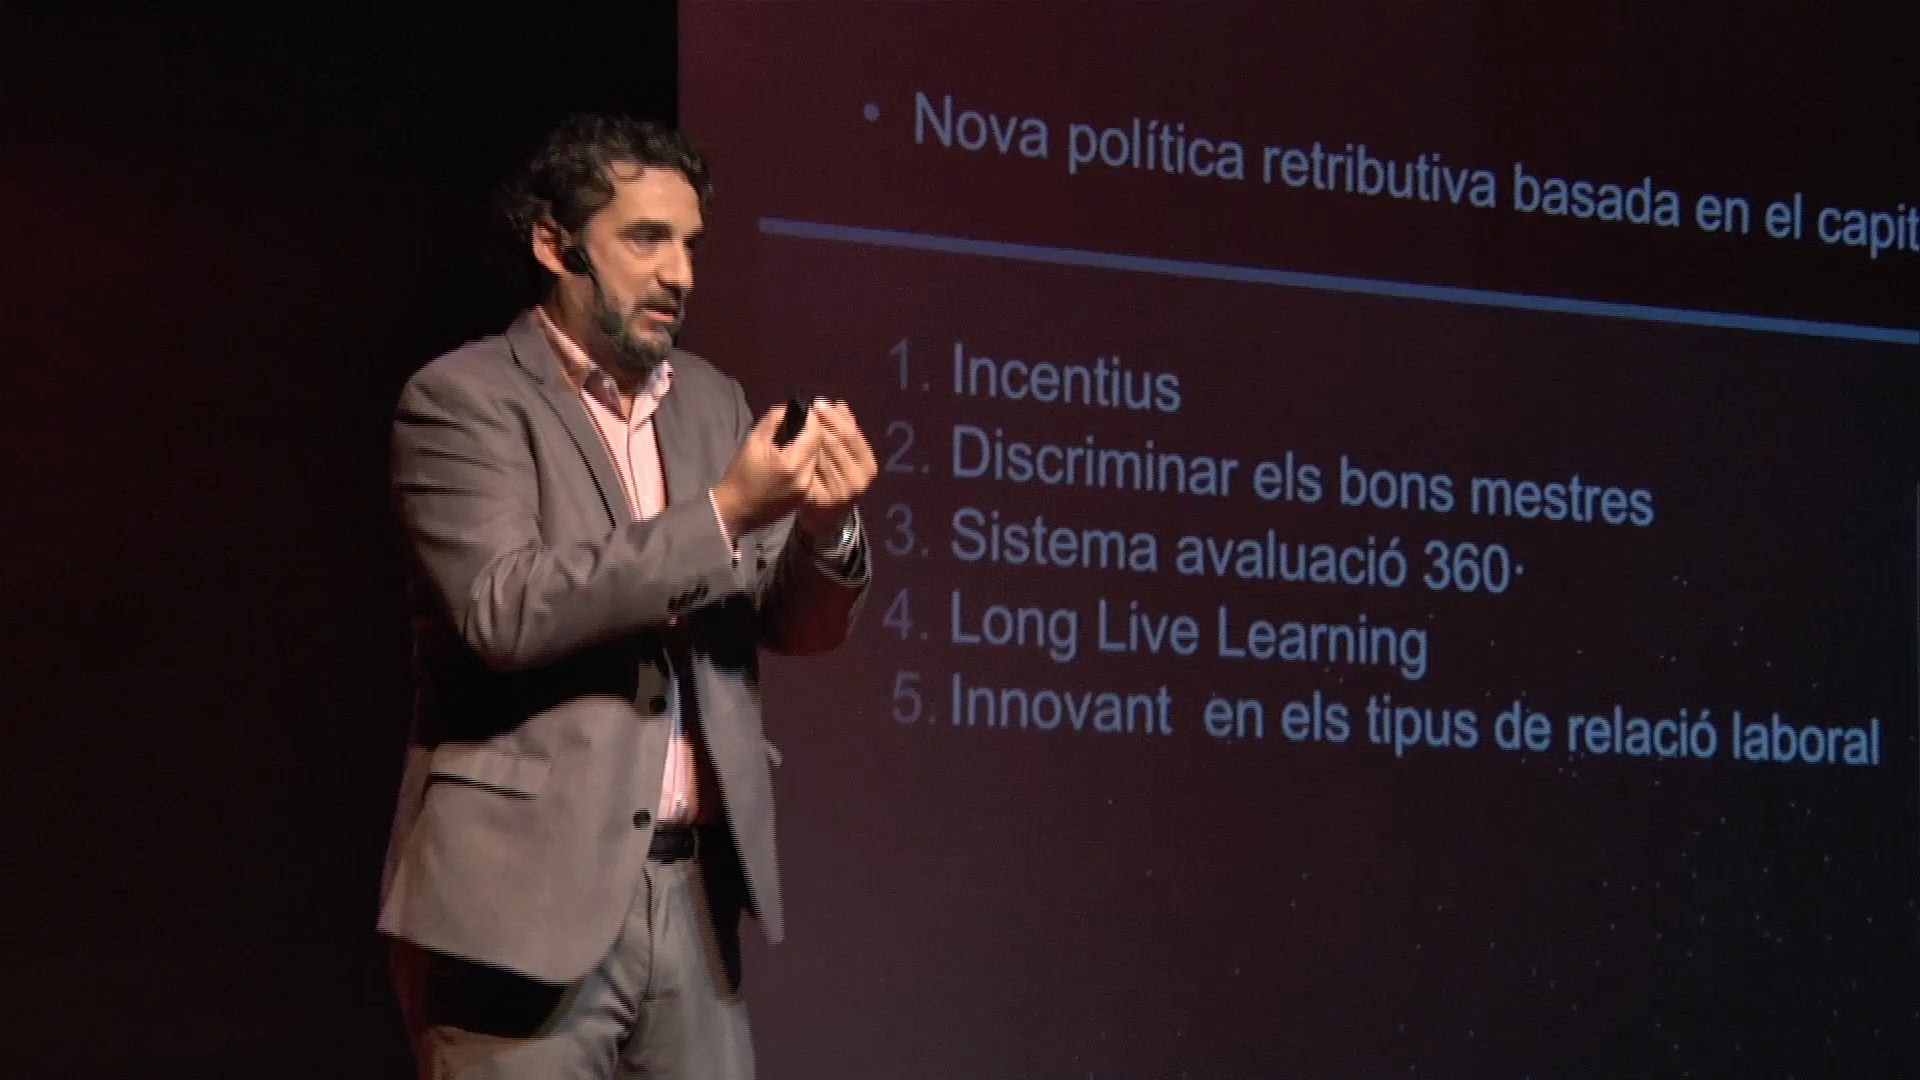 • Nova política retributiva basada en el capit
1. Incentius
2. Discriminar els bons mestres
3. Sistema avaluació 360·
4. Long Live Learning
5. Innovant en els tipus de relació laboral